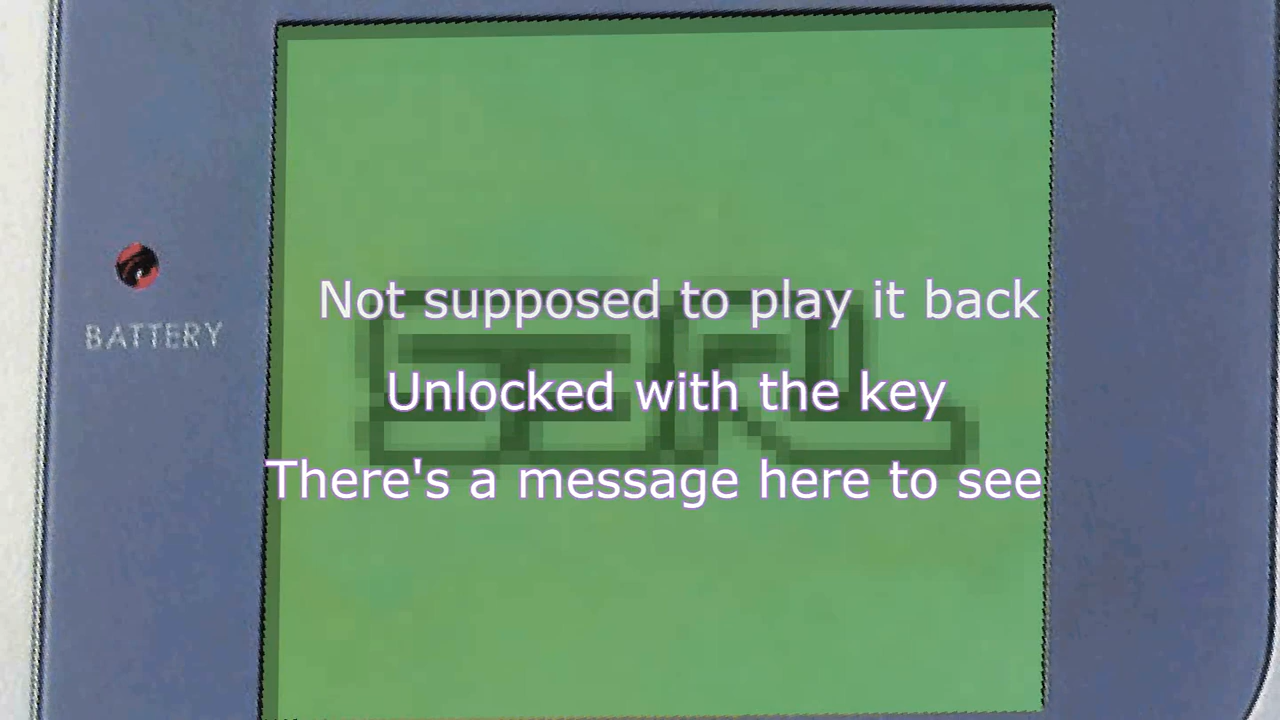 Not supposed to play it back
BATTERY
Unlocked with the key
There's a message here to see